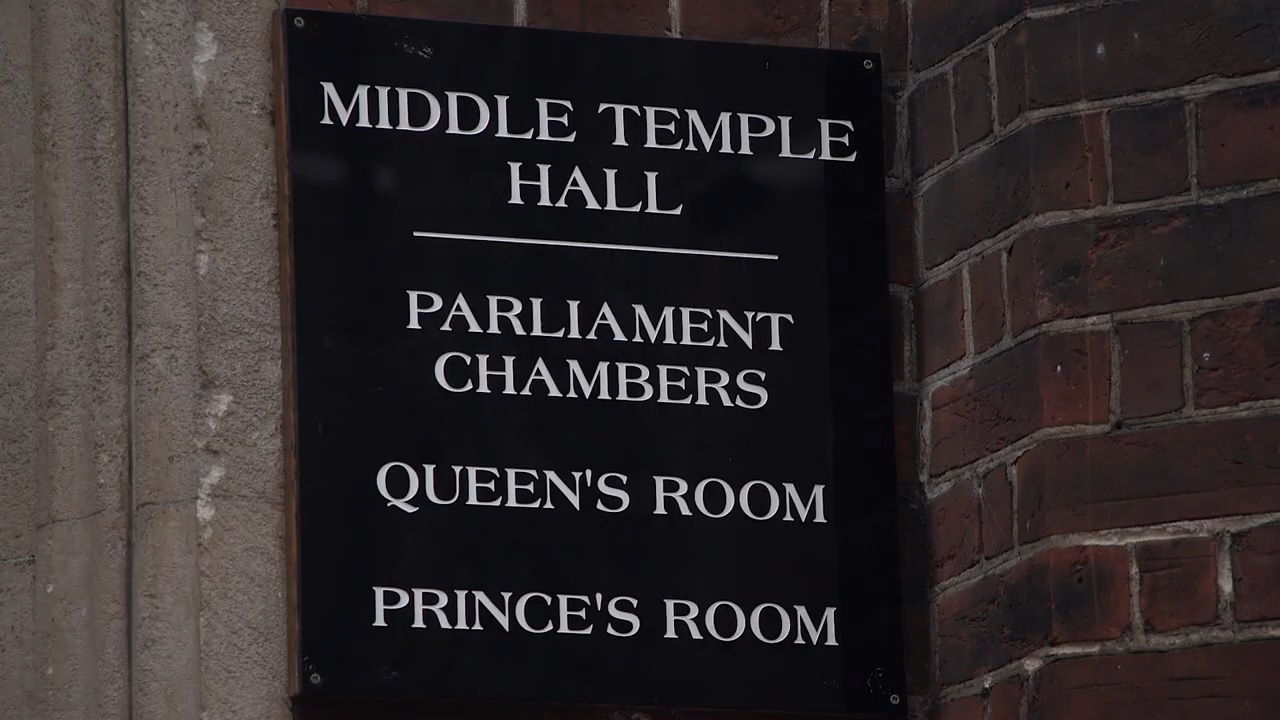 MIDDLE TEMPLE
HALL
PARLIAMENT
CHAMBERS
QUEEN'S ROOM
PRINCE'S ROOM